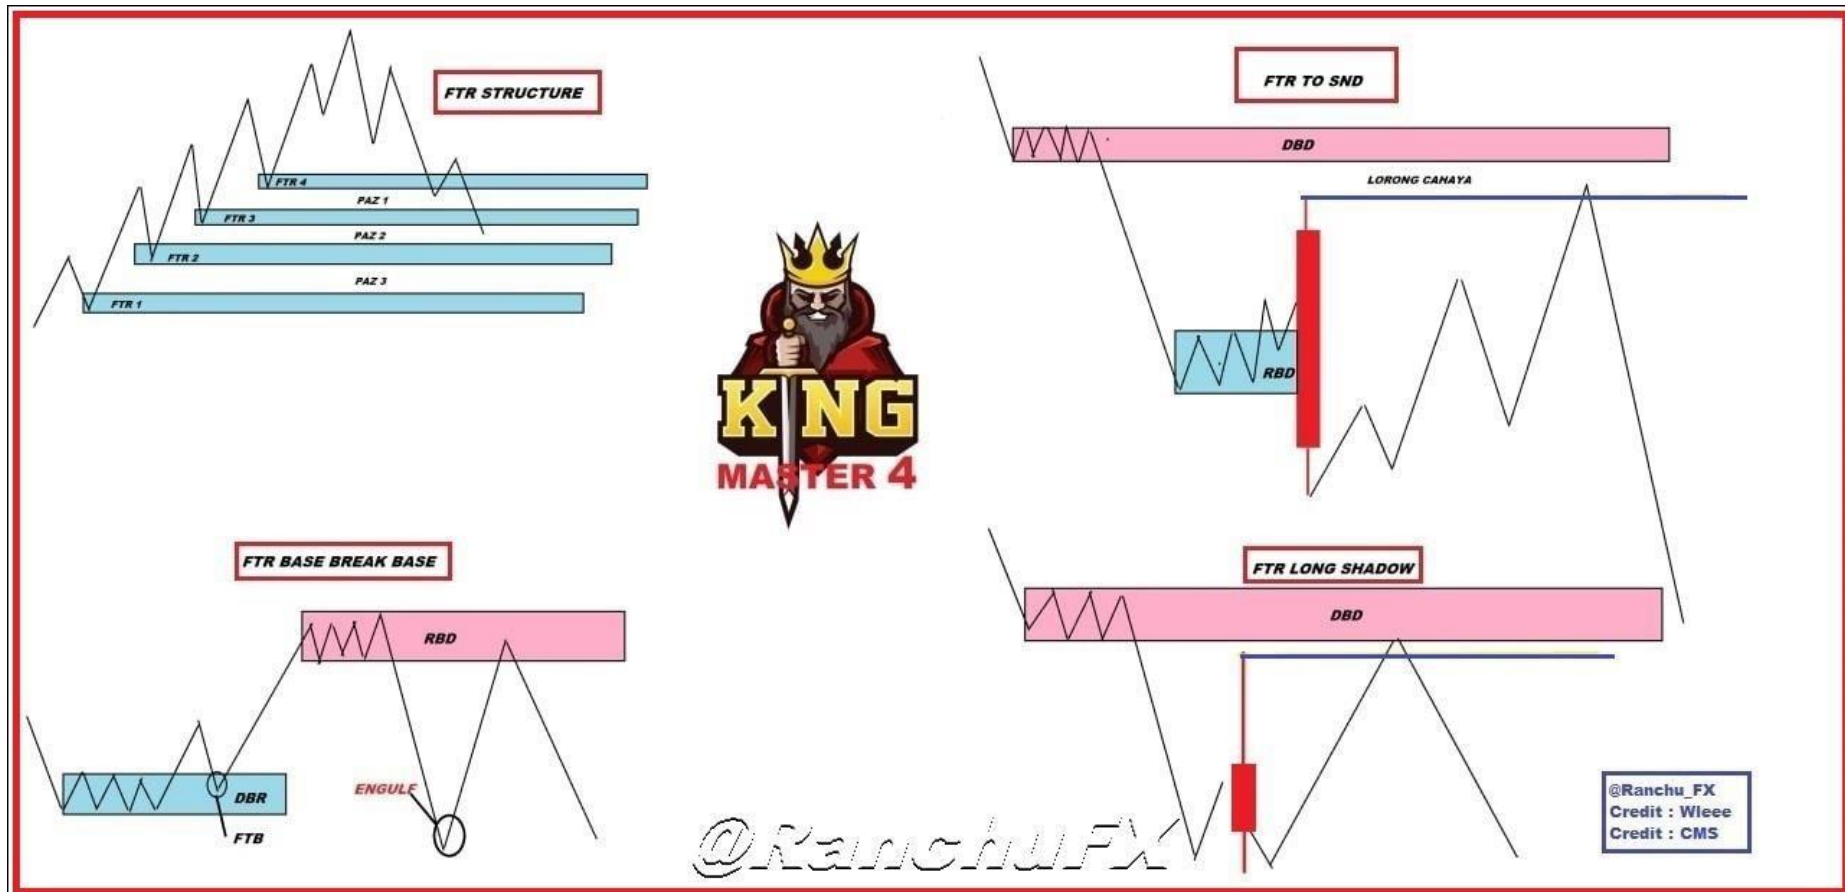 FTR STRUCTURE
FTR 4
PAZ 1
FTR 3
PAZ 2
FTR 2
PAZ 3
FTR 1
FTR TO SND
DBD
LORONG CAHAYA
RBD
KING
MASTER 4
FTR BASE BREAK BASE
RBD
DBR
FTB
ENGULF
FTR LONG SHADOW
DBD
@RanchuFX
@Ranchu_FX
Credit : Wleee
Credit : CMS